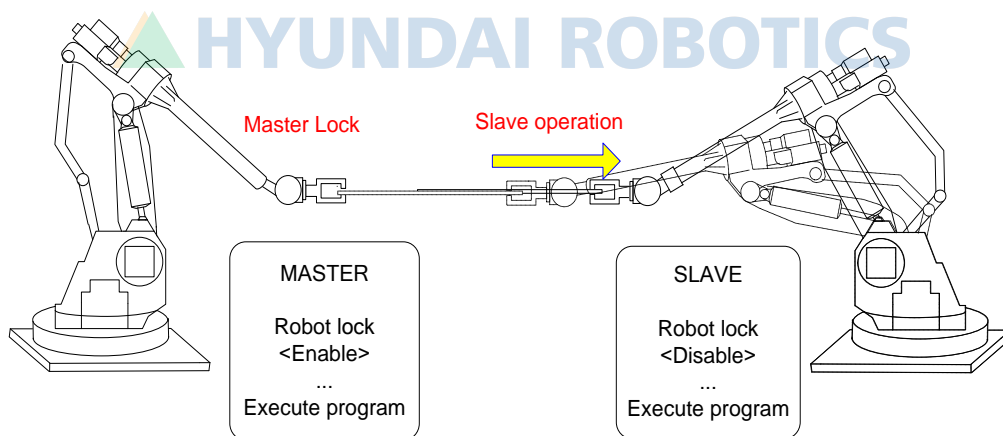 HYUNDAI ROBOTICS
Master Lock
Slave operation
MASTER
Robot lock
<Enable>
...
Execute program
SLAVE
Robot lock
<Disable>
...
Execute program